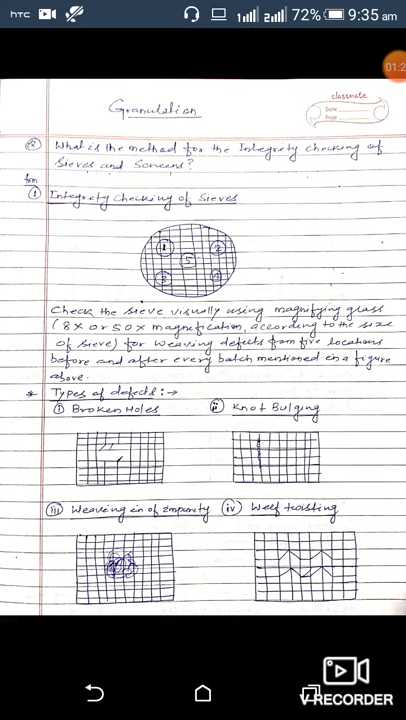 hTC 72% 9:35 am
01:2
classmate
Date
Page
Granulation
Q What is the method for the Integrety checking of
Sieves and Screens?
Ans
① Integrety checking of Sieves
1 2
5
3 4
Check the sieve visually using magnifying glass
(8X or 50X magnification, according to the size
of sieve) for weaving defects from five locations
before and after every batch mentioned in a figure
above.
* Types of defects:→
ⓘ Broken Holes ⓘⓘ Knot Bulging
ⓘⓘⓘ Weaving in of Impurity (iv) Weft twisting
V RECORDER